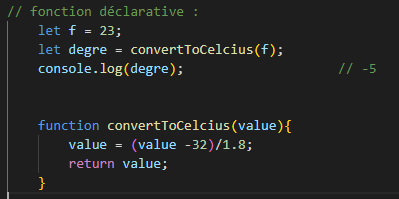 // fonction déclarative :
let f = 23;
let degre = convertToCelcius(f);
console.log(degre); // -5
function convertToCelcius(value){
value = (value -32)/1.8;
return value;
}